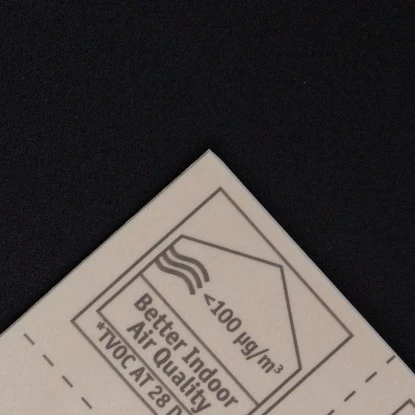 <100 µg/m³
Better Indoor
Air Quality
*TVOC AT 28